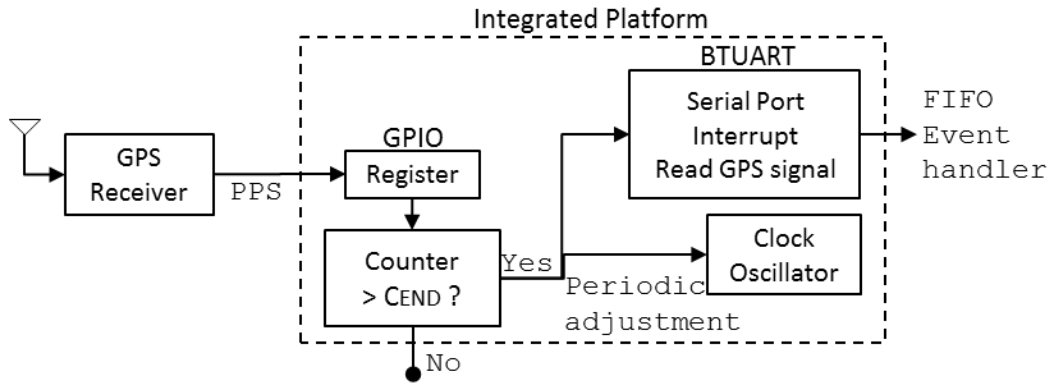 Integrated Platform
BTUART
Serial Port
Interrupt
Read GPS signal
FIFO
Event
handler
GPIO
Register
GPS
Receiver
PPS
Counter
> CEND ?
Yes
Clock
Oscillator
Periodic
adjustment
No